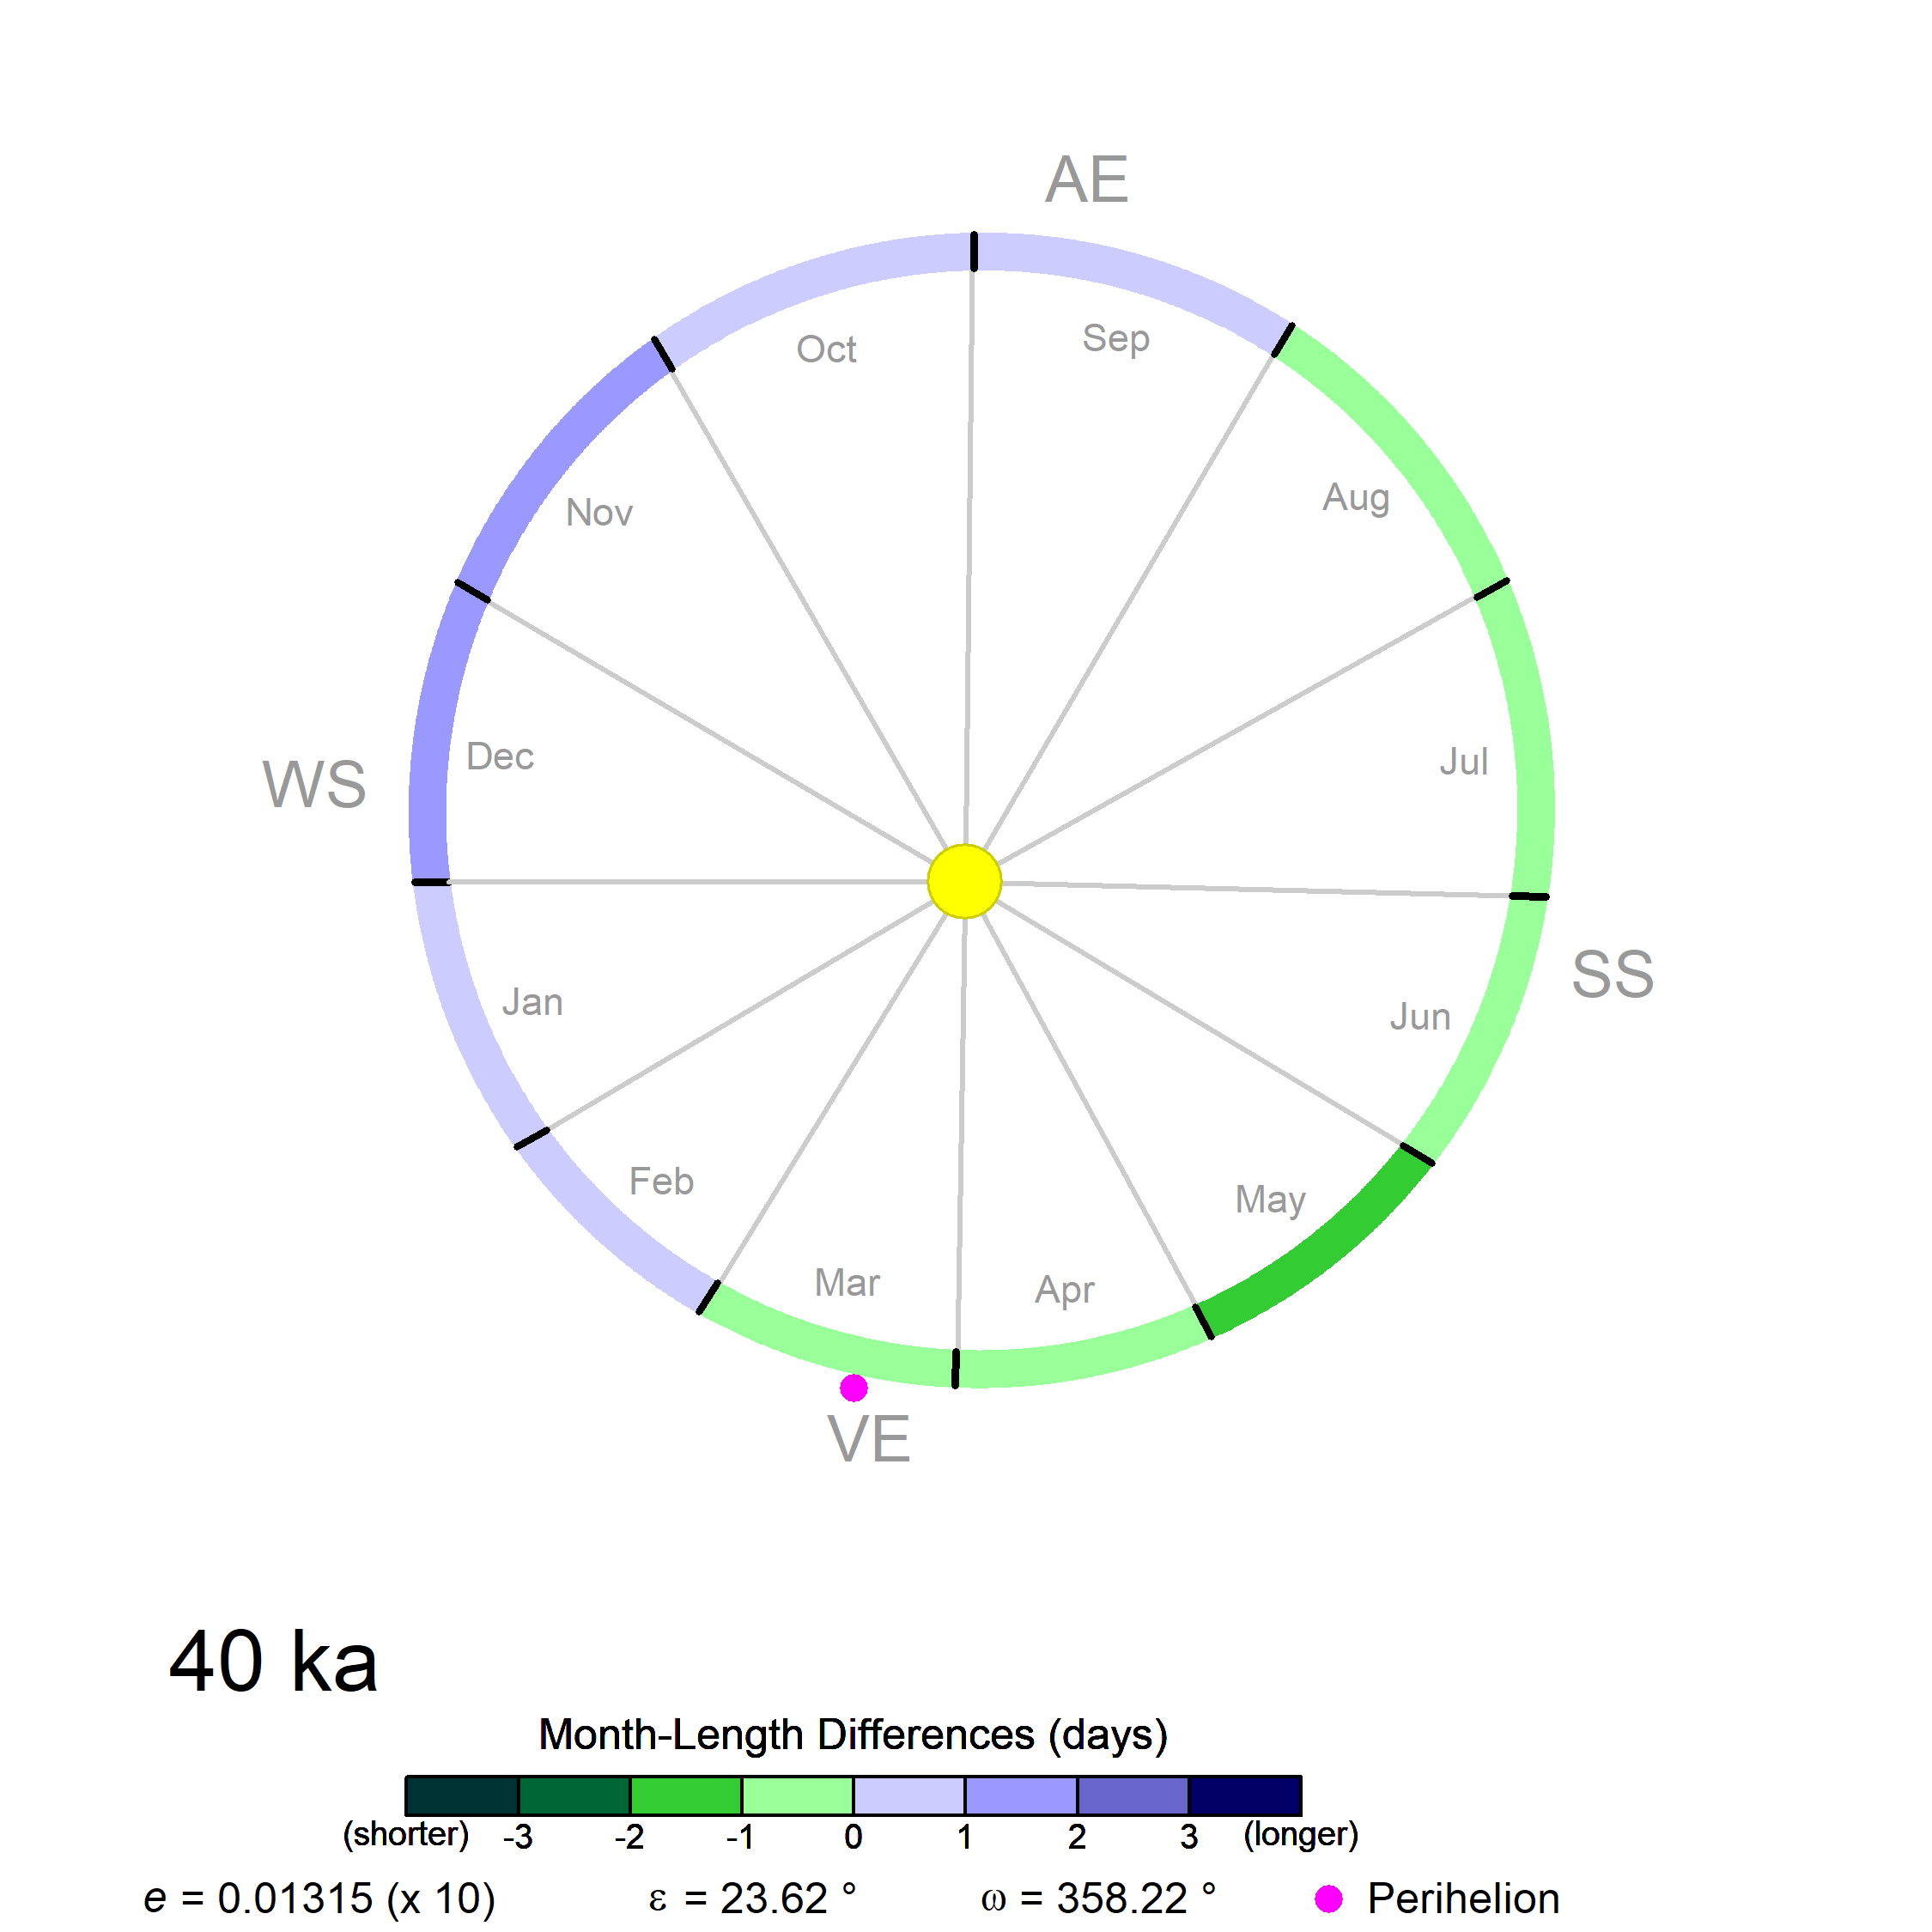 AE
Oct
Sep
Nov
Aug
WS
Dec
Jul
SS
Jan
Jun
Feb
May
Mar
Apr
VE
40 ka
Month-Length Differences (days)
(shorter) -3 -2 -1 0 1 2 3 (longer)
e = 0.01315 (x 10) ε = 23.62 ° ω = 358.22 ° Perihelion